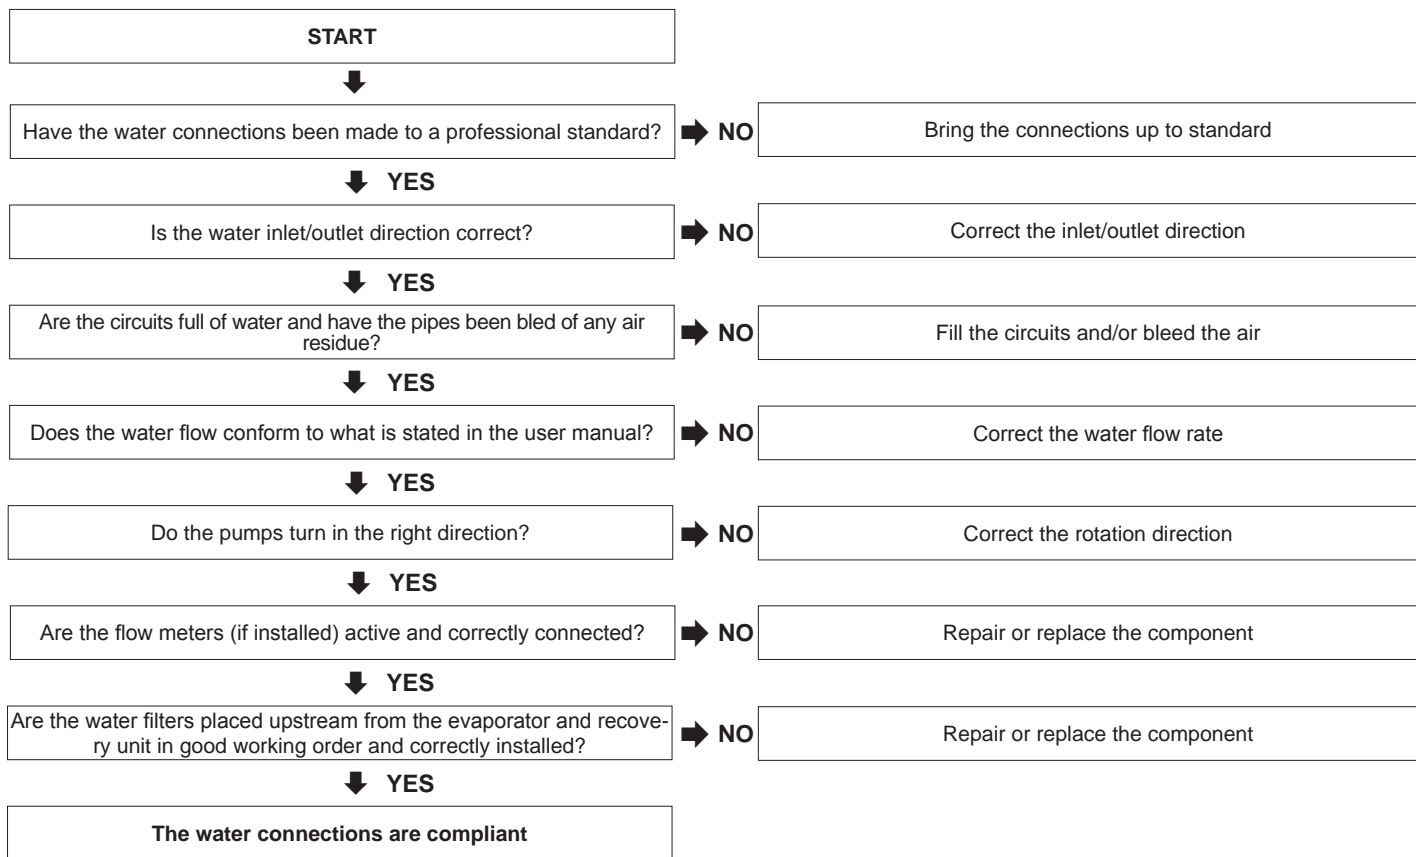 START
Have the water connections been made to a professional standard?
NO
Bring the connections up to standard
YES
Is the water inlet/outlet direction correct?
NO
Correct the inlet/outlet direction
YES
Are the circuits full of water and have the pipes been bled of any air
residue?
NO
Fill the circuits and/or bleed the air
YES
Does the water flow conform to what is stated in the user manual?
NO
Correct the water flow rate
YES
Do the pumps turn in the right direction?
NO
Correct the rotation direction
YES
Are the flow meters (if installed) active and correctly connected?
NO
Repair or replace the component
YES
Are the water filters placed upstream from the evaporator and recove-
ry unit in good working order and correctly installed?
NO
Repair or replace the component
YES
The water connections are compliant